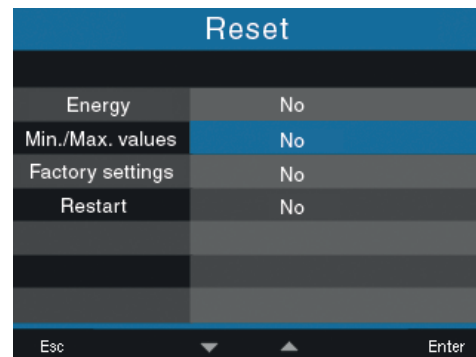 Reset
Energy No
Min./Max. values No
Factory settings No
Restart No
Esc Enter